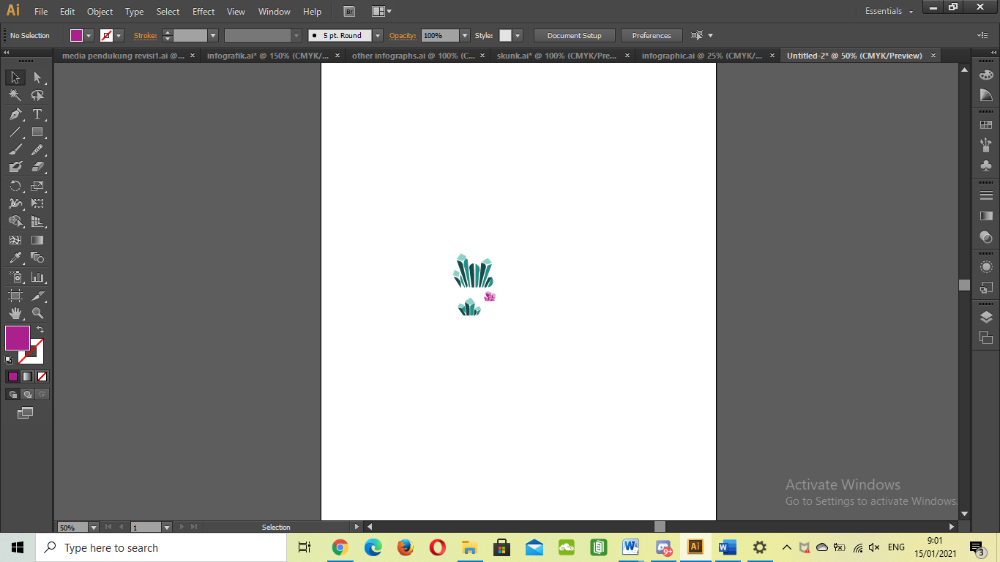 Ai File Edit Object Type Select Effect View Window Help Br Essentials
No Selection Stroke: 5 pt. Round Opacity: 100% Style: Document Setup Preferences
media pendukung revisi1.ai @... × infografik.ai* @ 150% (CMYK/... × other infographs.ai @ 100% (C... × skunk.ai* @ 100% (CMYK/Pre... × infographic.ai @ 25% (CMYK/... × Untitled-2* @ 50% (CMYK/Preview) ×
T
Activate Windows
Go to Settings to activate Windows.
50% 1 Selection
Type here to search W 9+ Ai W ENG 9:01
15/01/2021 3